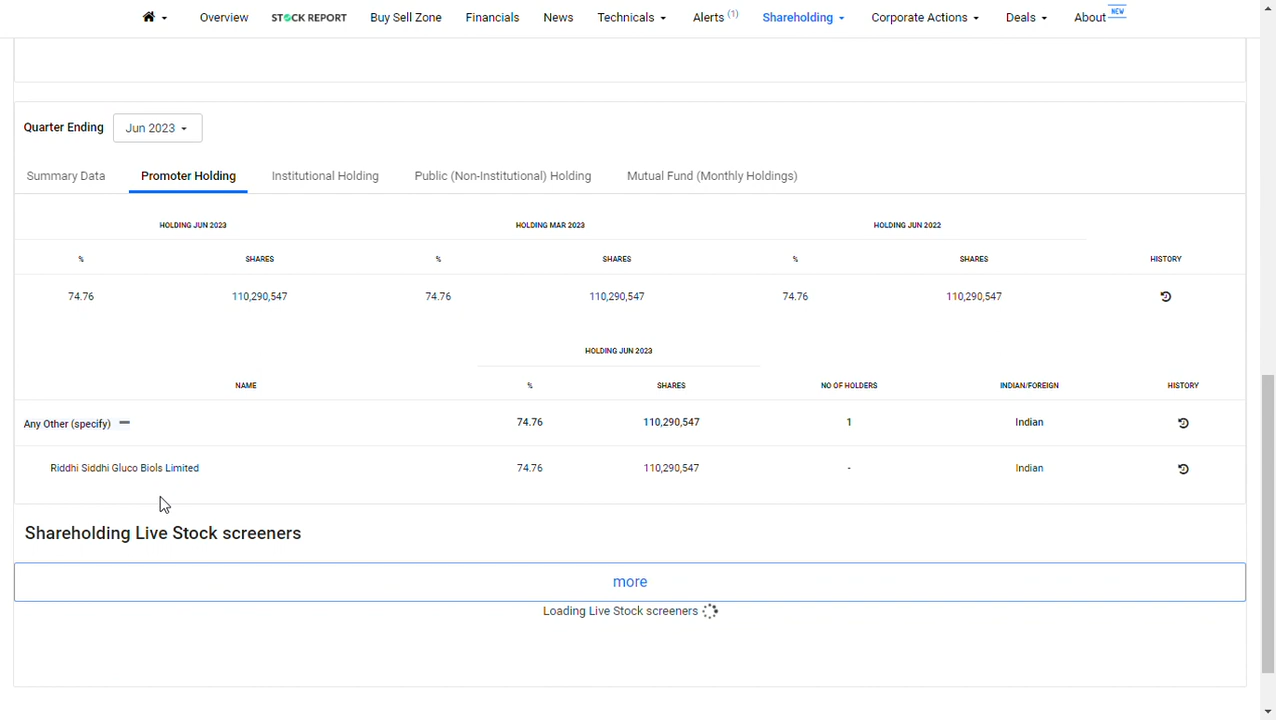 Overview STOCK REPORT Buy Sell Zone Financials News Technicals Alerts (1) Shareholding Corporate Actions Deals About NEW
Quarter Ending Jun 2023
Summary Data Promoter Holding Institutional Holding Public (Non-Institutional) Holding Mutual Fund (Monthly Holdings)
HOLDING JUN 2023 HOLDING MAR 2023 HOLDING JUN 2022
% SHARES % SHARES % SHARES HISTORY
74.76 110,290,547 74.76 110,290,547 74.76 110,290,547
HOLDING JUN 2023
NAME % SHARES NO OF HOLDERS INDIAN/FOREIGN HISTORY
Any Other (specify) 74.76 110,290,547 1 Indian
Riddhi Siddhi Gluco Biols Limited 74.76 110,290,547 - Indian
Shareholding Live Stock screeners
more
Loading Live Stock screeners